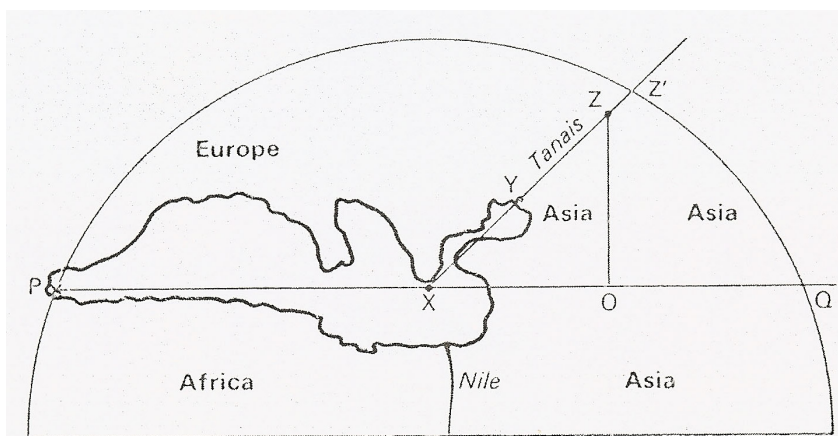 Z'
Z
Tanais
Europe
Y
Asia
Asia
P
X
O
Q
Africa
Nile
Asia